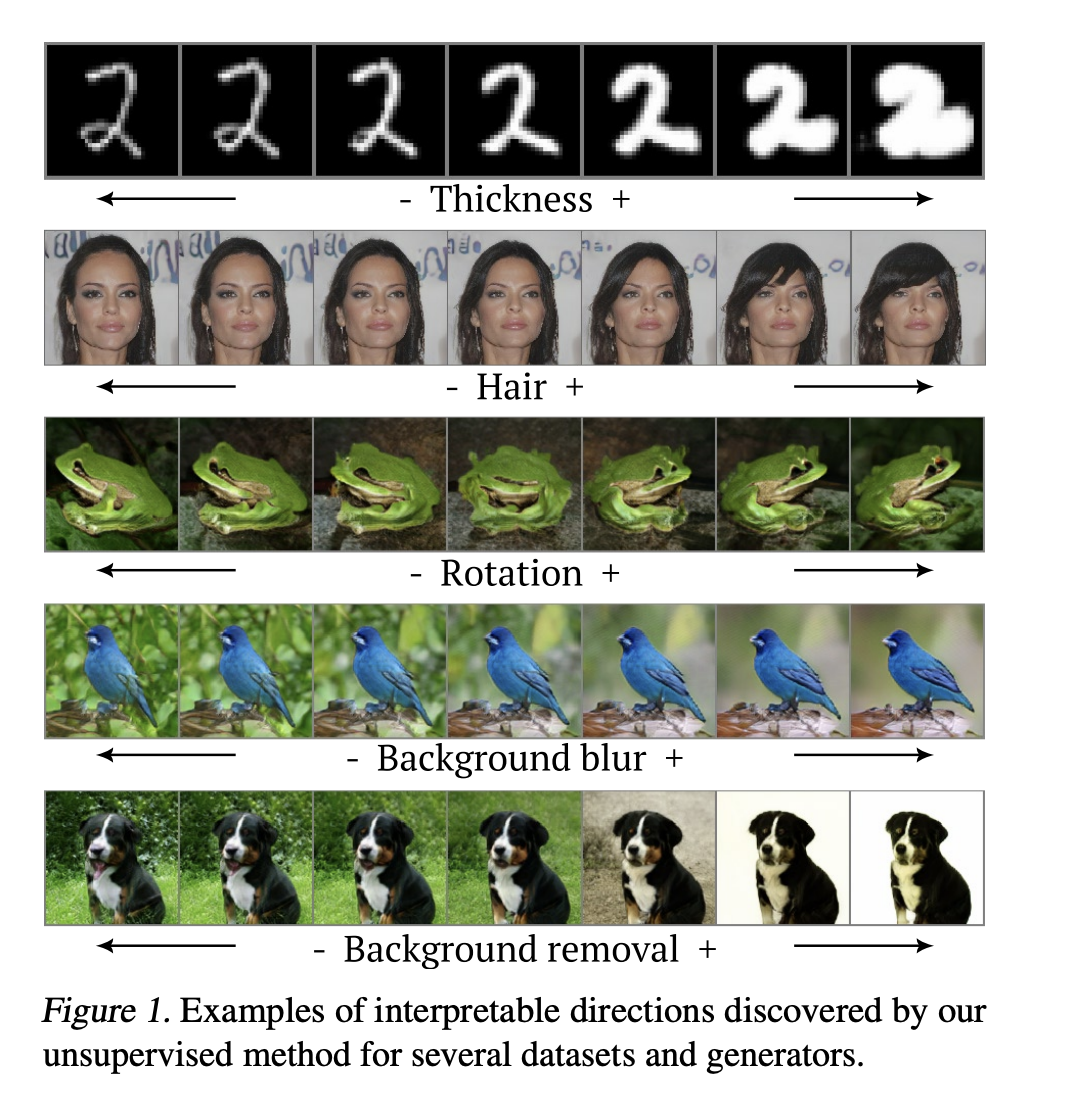 - Thickness +
- Hair +
- Rotation +
- Background blur +
- Background removal +
Figure 1. Examples of interpretable directions discovered by our
unsupervised method for several datasets and generators.